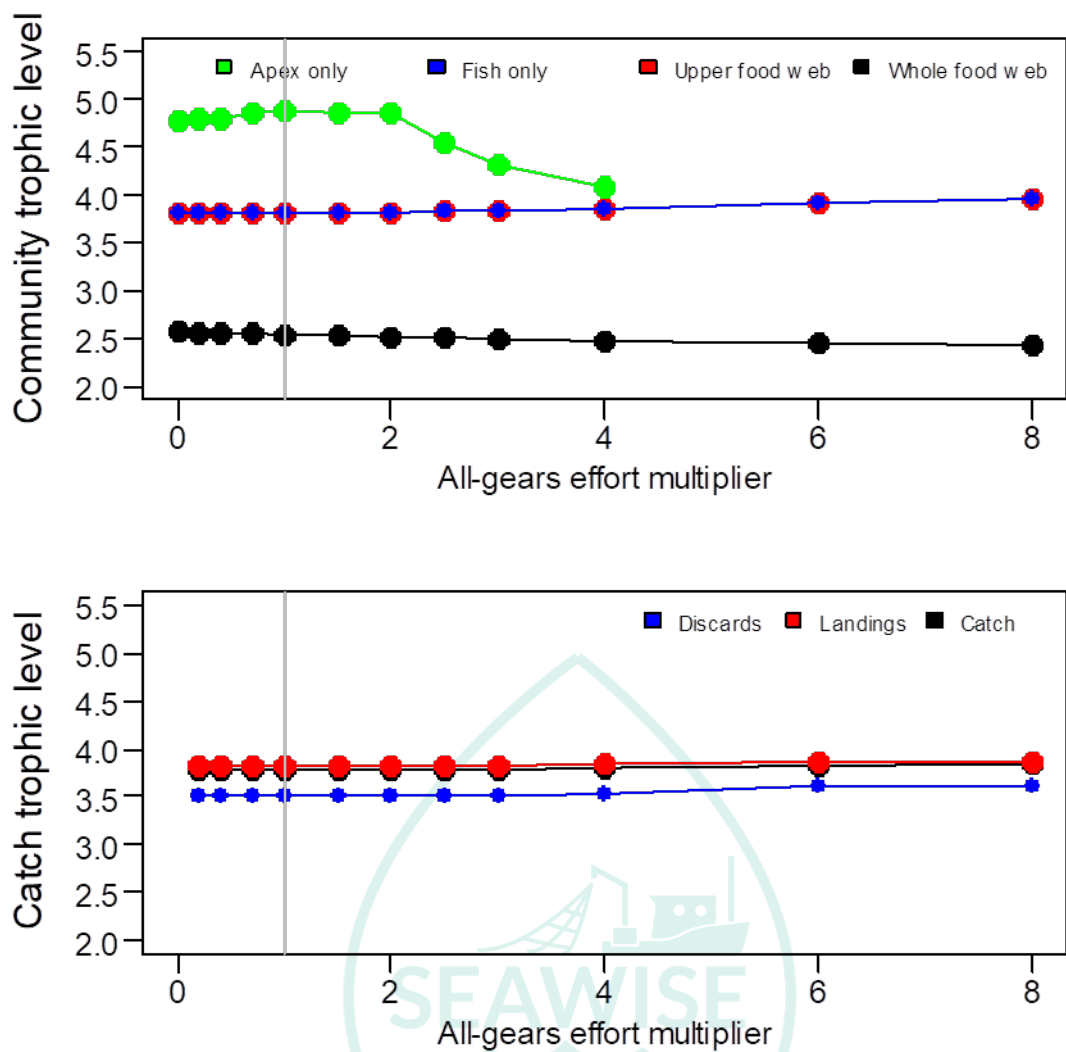 Community trophic level
5.5
5.0
4.5
4.0
3.5
3.0
2.5
2.0
Apex only Fish only Upper food w eb Whole food w eb
0 2 4 6 8
All-gears effort multiplier
Catch trophic level
5.5
5.0
4.5
4.0
3.5
3.0
2.5
2.0
Discards Landings Catch
SEAWISE
0 2 4 6 8
All-gears effort multiplier